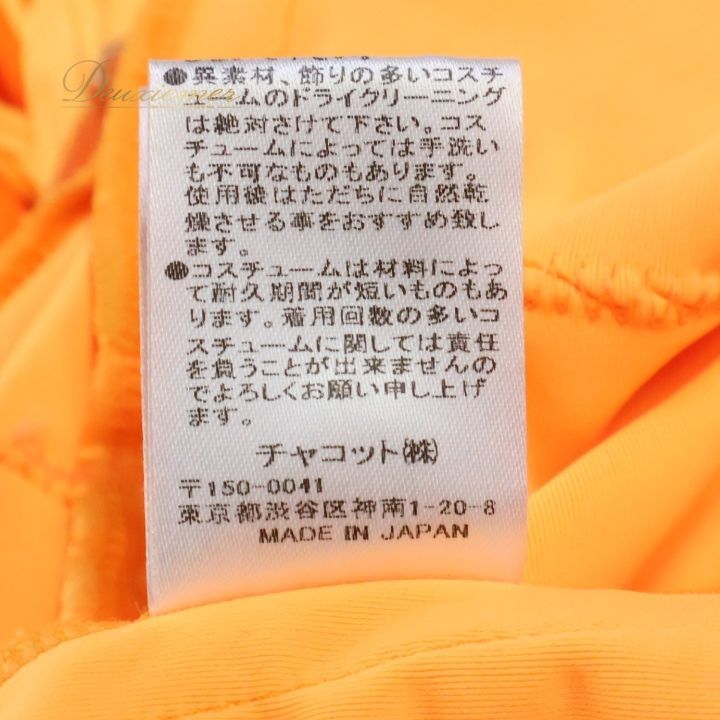 Deuxiemer
●異素材、飾りの多いコスチ
ュームのドライクリーニング
は絶対さけて下さい。コス
チュームによっては手洗い
も不可なものもあります。
使用後はただちに自然乾
燥させる事をおすすめ致し
ます。
●コスチュームは材料によっ
て耐久期間が短いものもあ
ります。着用回数の多いコ
スチュームに関しては責任
を負うことが出来ませんの
でよろしくお願い申し上げ
ます。
チャコット(株)
〒150-0041
東京都渋谷区神南1-20-8
MADE IN JAPAN